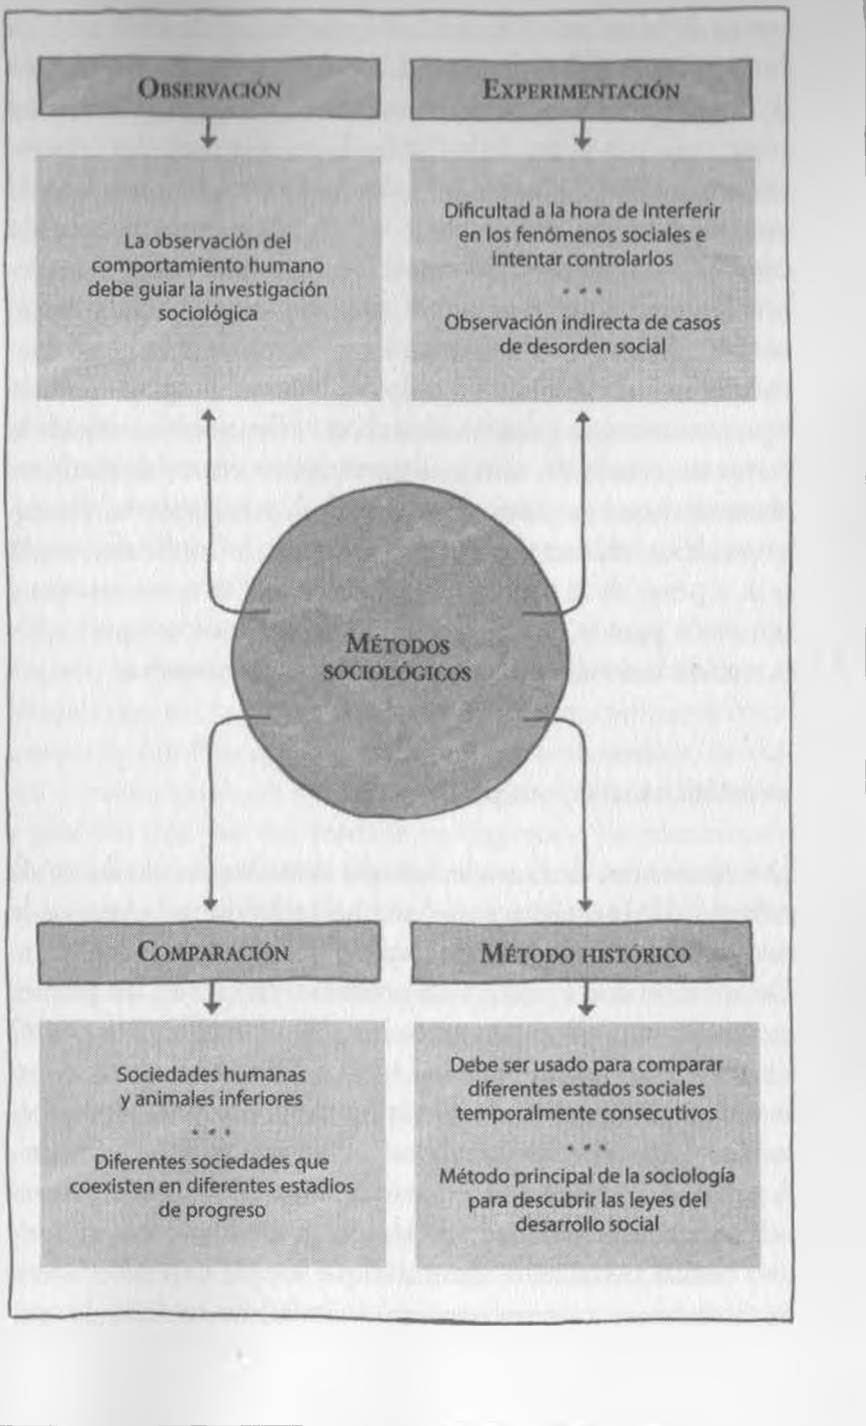 OBSERVACIÓN
La observación del
comportamiento humano
debe guiar la investigación
sociológica
EXPERIMENTACIÓN
Dificultad a la hora de interferir
en los fenómenos sociales e
intentar controlarlos
• • •
Observación indirecta de casos
de desorden social
MÉTODOS
SOCIOLÓGICOS
COMPARACIÓN
Sociedades humanas
y animales inferiores
• • •
Diferentes sociedades que
coexisten en diferentes estadios
de progreso
MÉTODO HISTÓRICO
Debe ser usado para comparar
diferentes estados sociales
temporalmente consecutivos
• • •
Método principal de la sociología
para descubrir las leyes del
desarrollo social